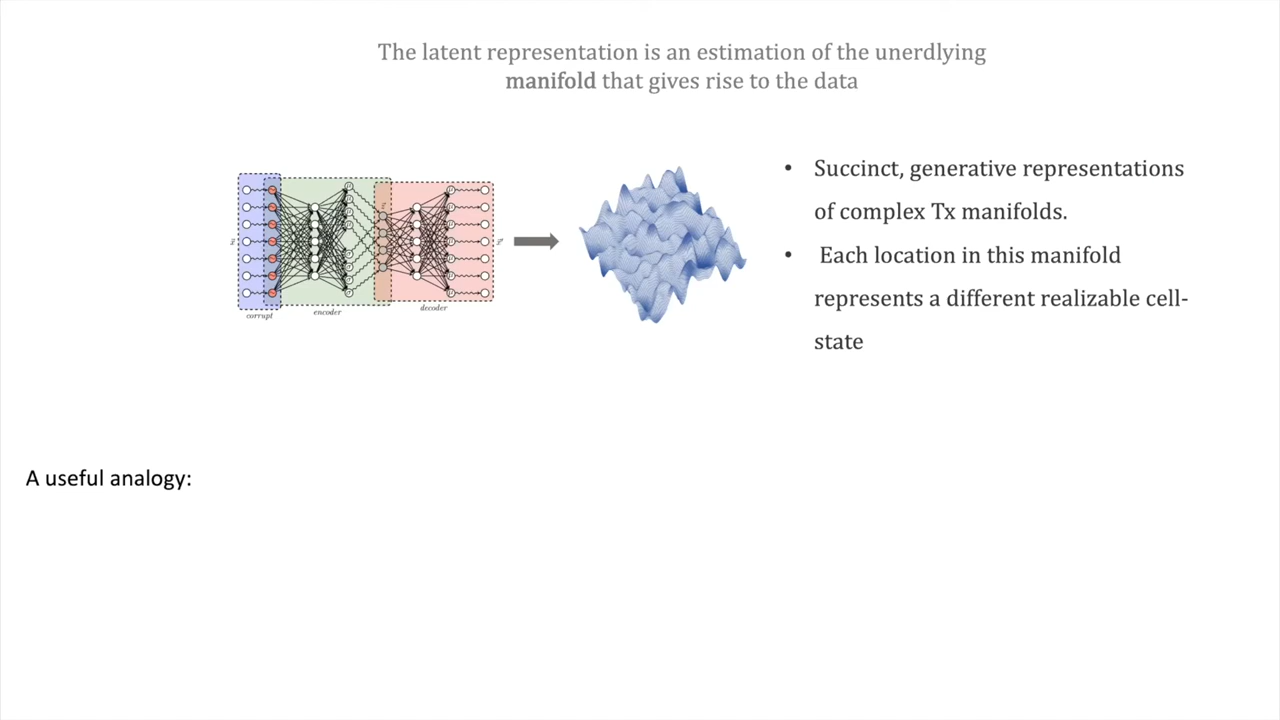 The latent representation is an estimation of the unerdlying
manifold that gives rise to the data
• Succinct, generative representations
of complex Tx manifolds.
• Each location in this manifold
represents a different realizable cell-
state
corrupt
encoder
decoder
A useful analogy: